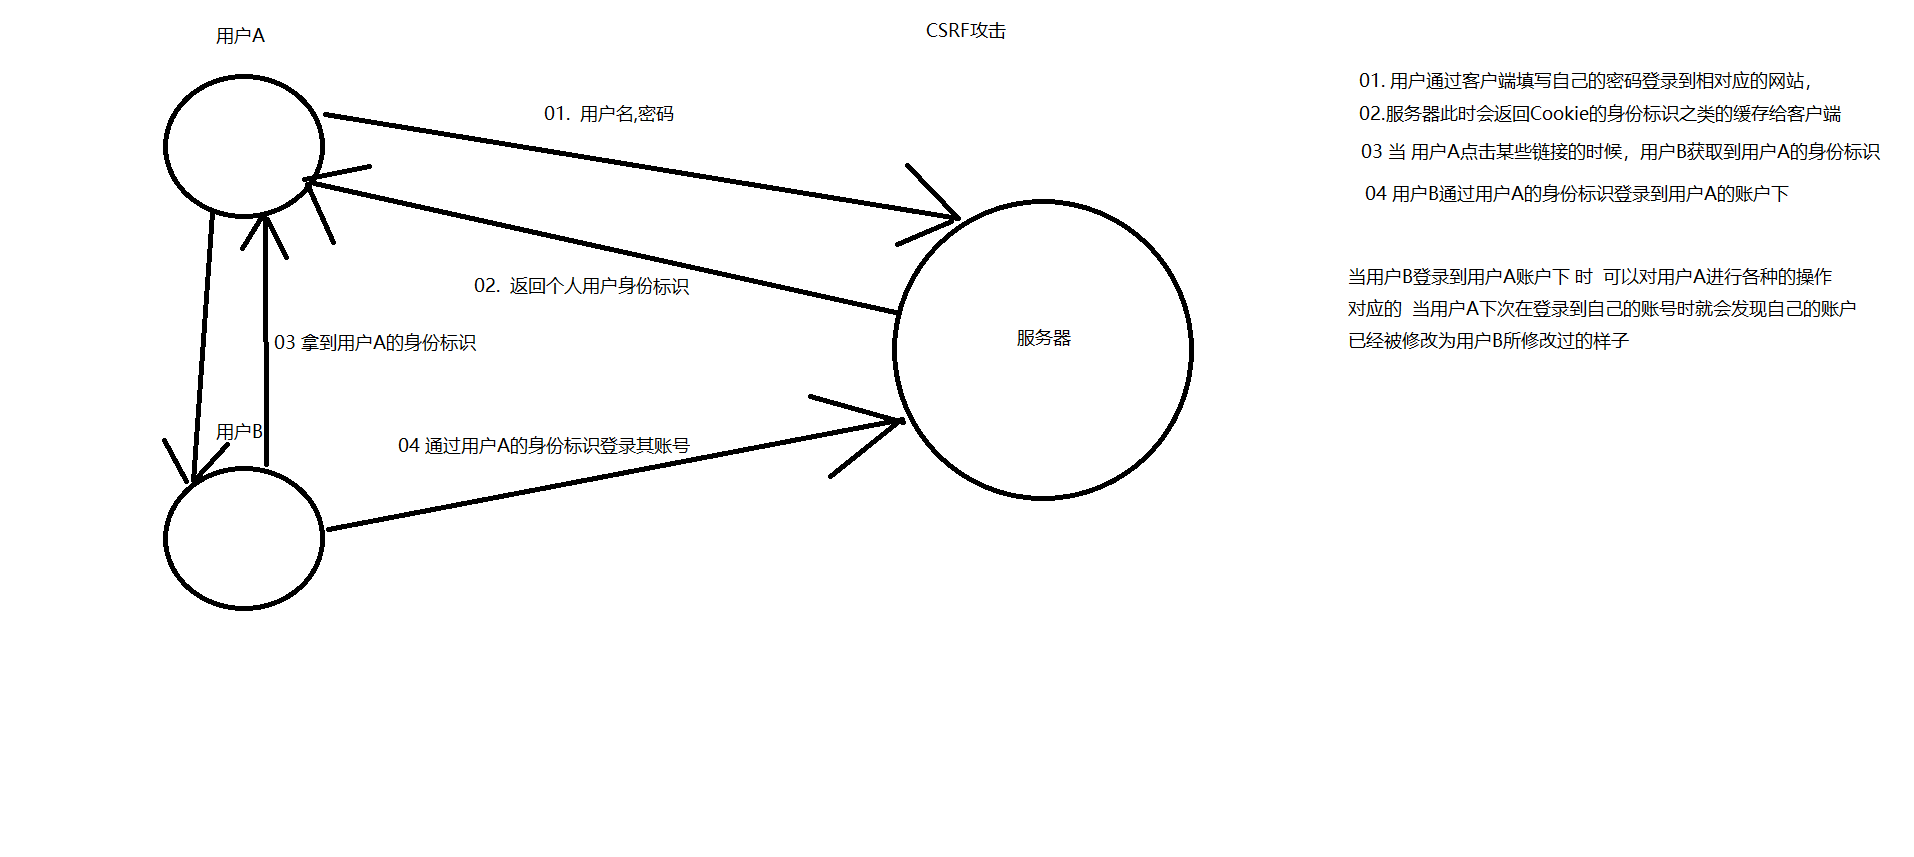 用户A
CSRF攻击
01. 用户名,密码
02. 返回个人用户身份标识
03 拿到用户A的身份标识
服务器
用户B
04 通过用户A的身份标识登录其账号
01. 用户通过客户端填写自己的密码登录到相对应的网站，
02.服务器此时会返回Cookie的身份标识之类的缓存给客户端
03 当 用户A点击某些链接的时候，用户B获取到用户A的身份标识
04 用户B通过用户A的身份标识登录到用户A的账户下
当用户B登录到用户A账户下 时 可以对用户A进行各种的操作
对应的 当用户A下次在登录到自己的账号时就会发现自己的账户
已经被修改为用户B所修改过的样子